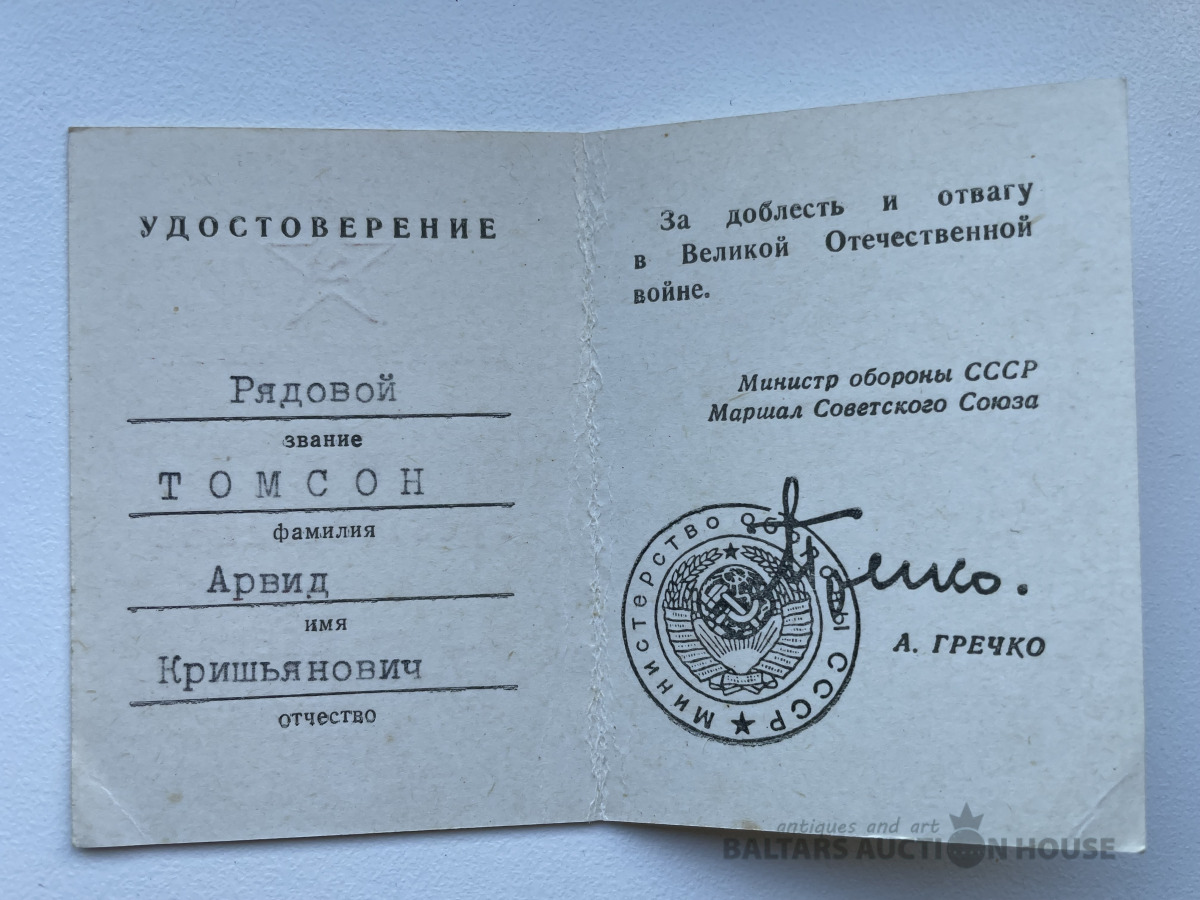 УДОСТОВЕРЕНИЕ
Рядовой
звание
ТОМСОН
фамилия
Арвид
имя
Кришьянович
отчество
За доблесть и отвагу
в Великой Отечественной
войне.
Министр обороны СССР
Маршал Советского Союза
МИНИСТЕРСТВО ОБОРОНЫ СССР
Гречко.
А. ГРЕЧКО
antiques and art
BALTARS AUCTION HOUSE